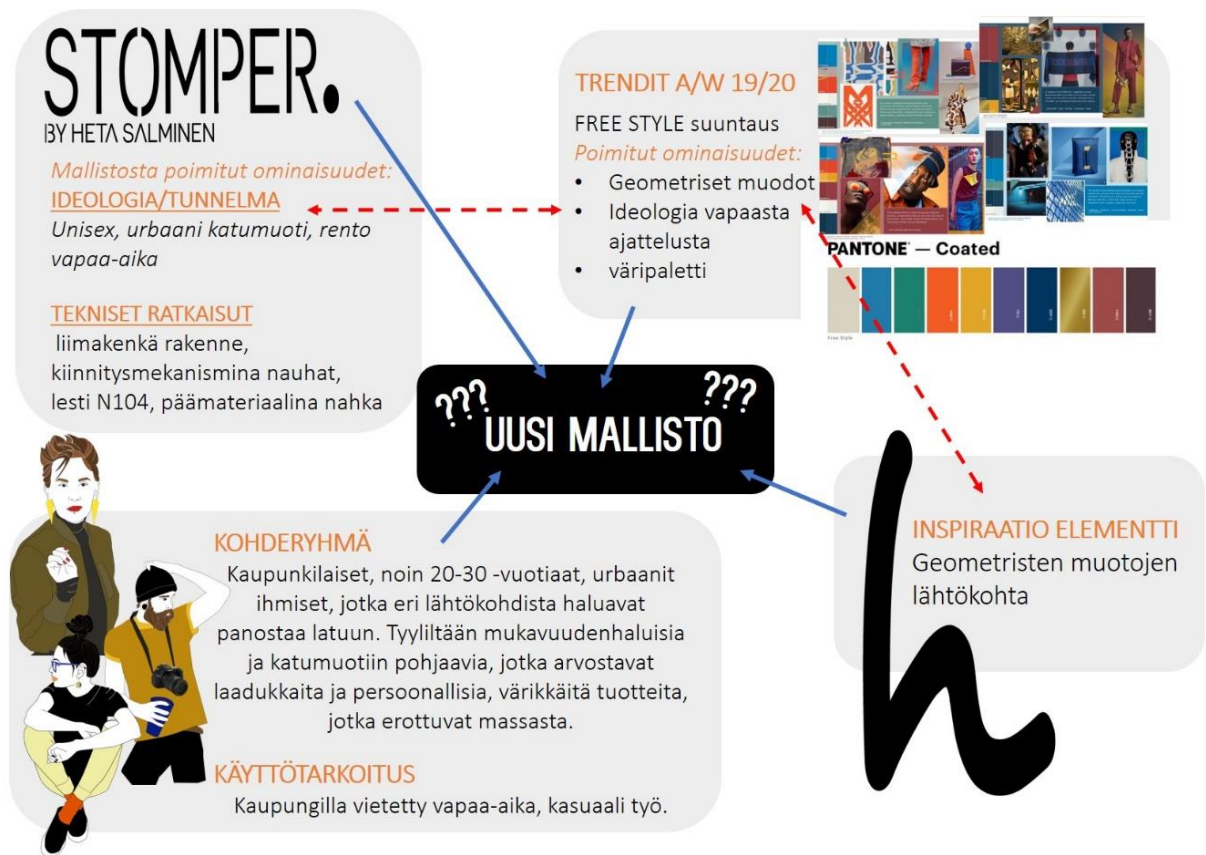 STOMPER.
BY HETA SALMINEN
Mallistosta poimitut ominaisuudet:
IDEOLOGIA/TUNNELMA
Unisex, urbaani katumuoti, rento
vapaa-aika
TEKNISET RATKAISUT
liimakenkä rakenne,
kiinnitysmekanismina nauhat,
lesti N104, päämateriaalina nahka
TRENDIT A/W 19/20
FREE STYLE suuntaus
Poimitut ominaisuudet:
• Geometriset muodot
• Ideologia vapaasta
ajattelusta
• väripaletti
PANTONE® — Coated
Free Style
??? ???
UUSI MALLISTO
KOHDERYHMÄ
Kaupunkilaiset, noin 20-30 -vuotiaat, urbaanit
ihmiset, jotka eri lähtökohdista haluavat
panostaa latuun. Tyyliltään mukavuudenhaluisia
ja katumuotiin pohjaavia, jotka arvostavat
laadukkaita ja persoonallisia, värikkäitä tuotteita,
jotka erottuvat massasta.
KÄYTTÖTARKOITUS
Kaupungilla vietetty vapaa-aika, kasuaali työ.
h
INSPIRAATIO ELEMENTTI
Geometristen muotojen
lähtökohta